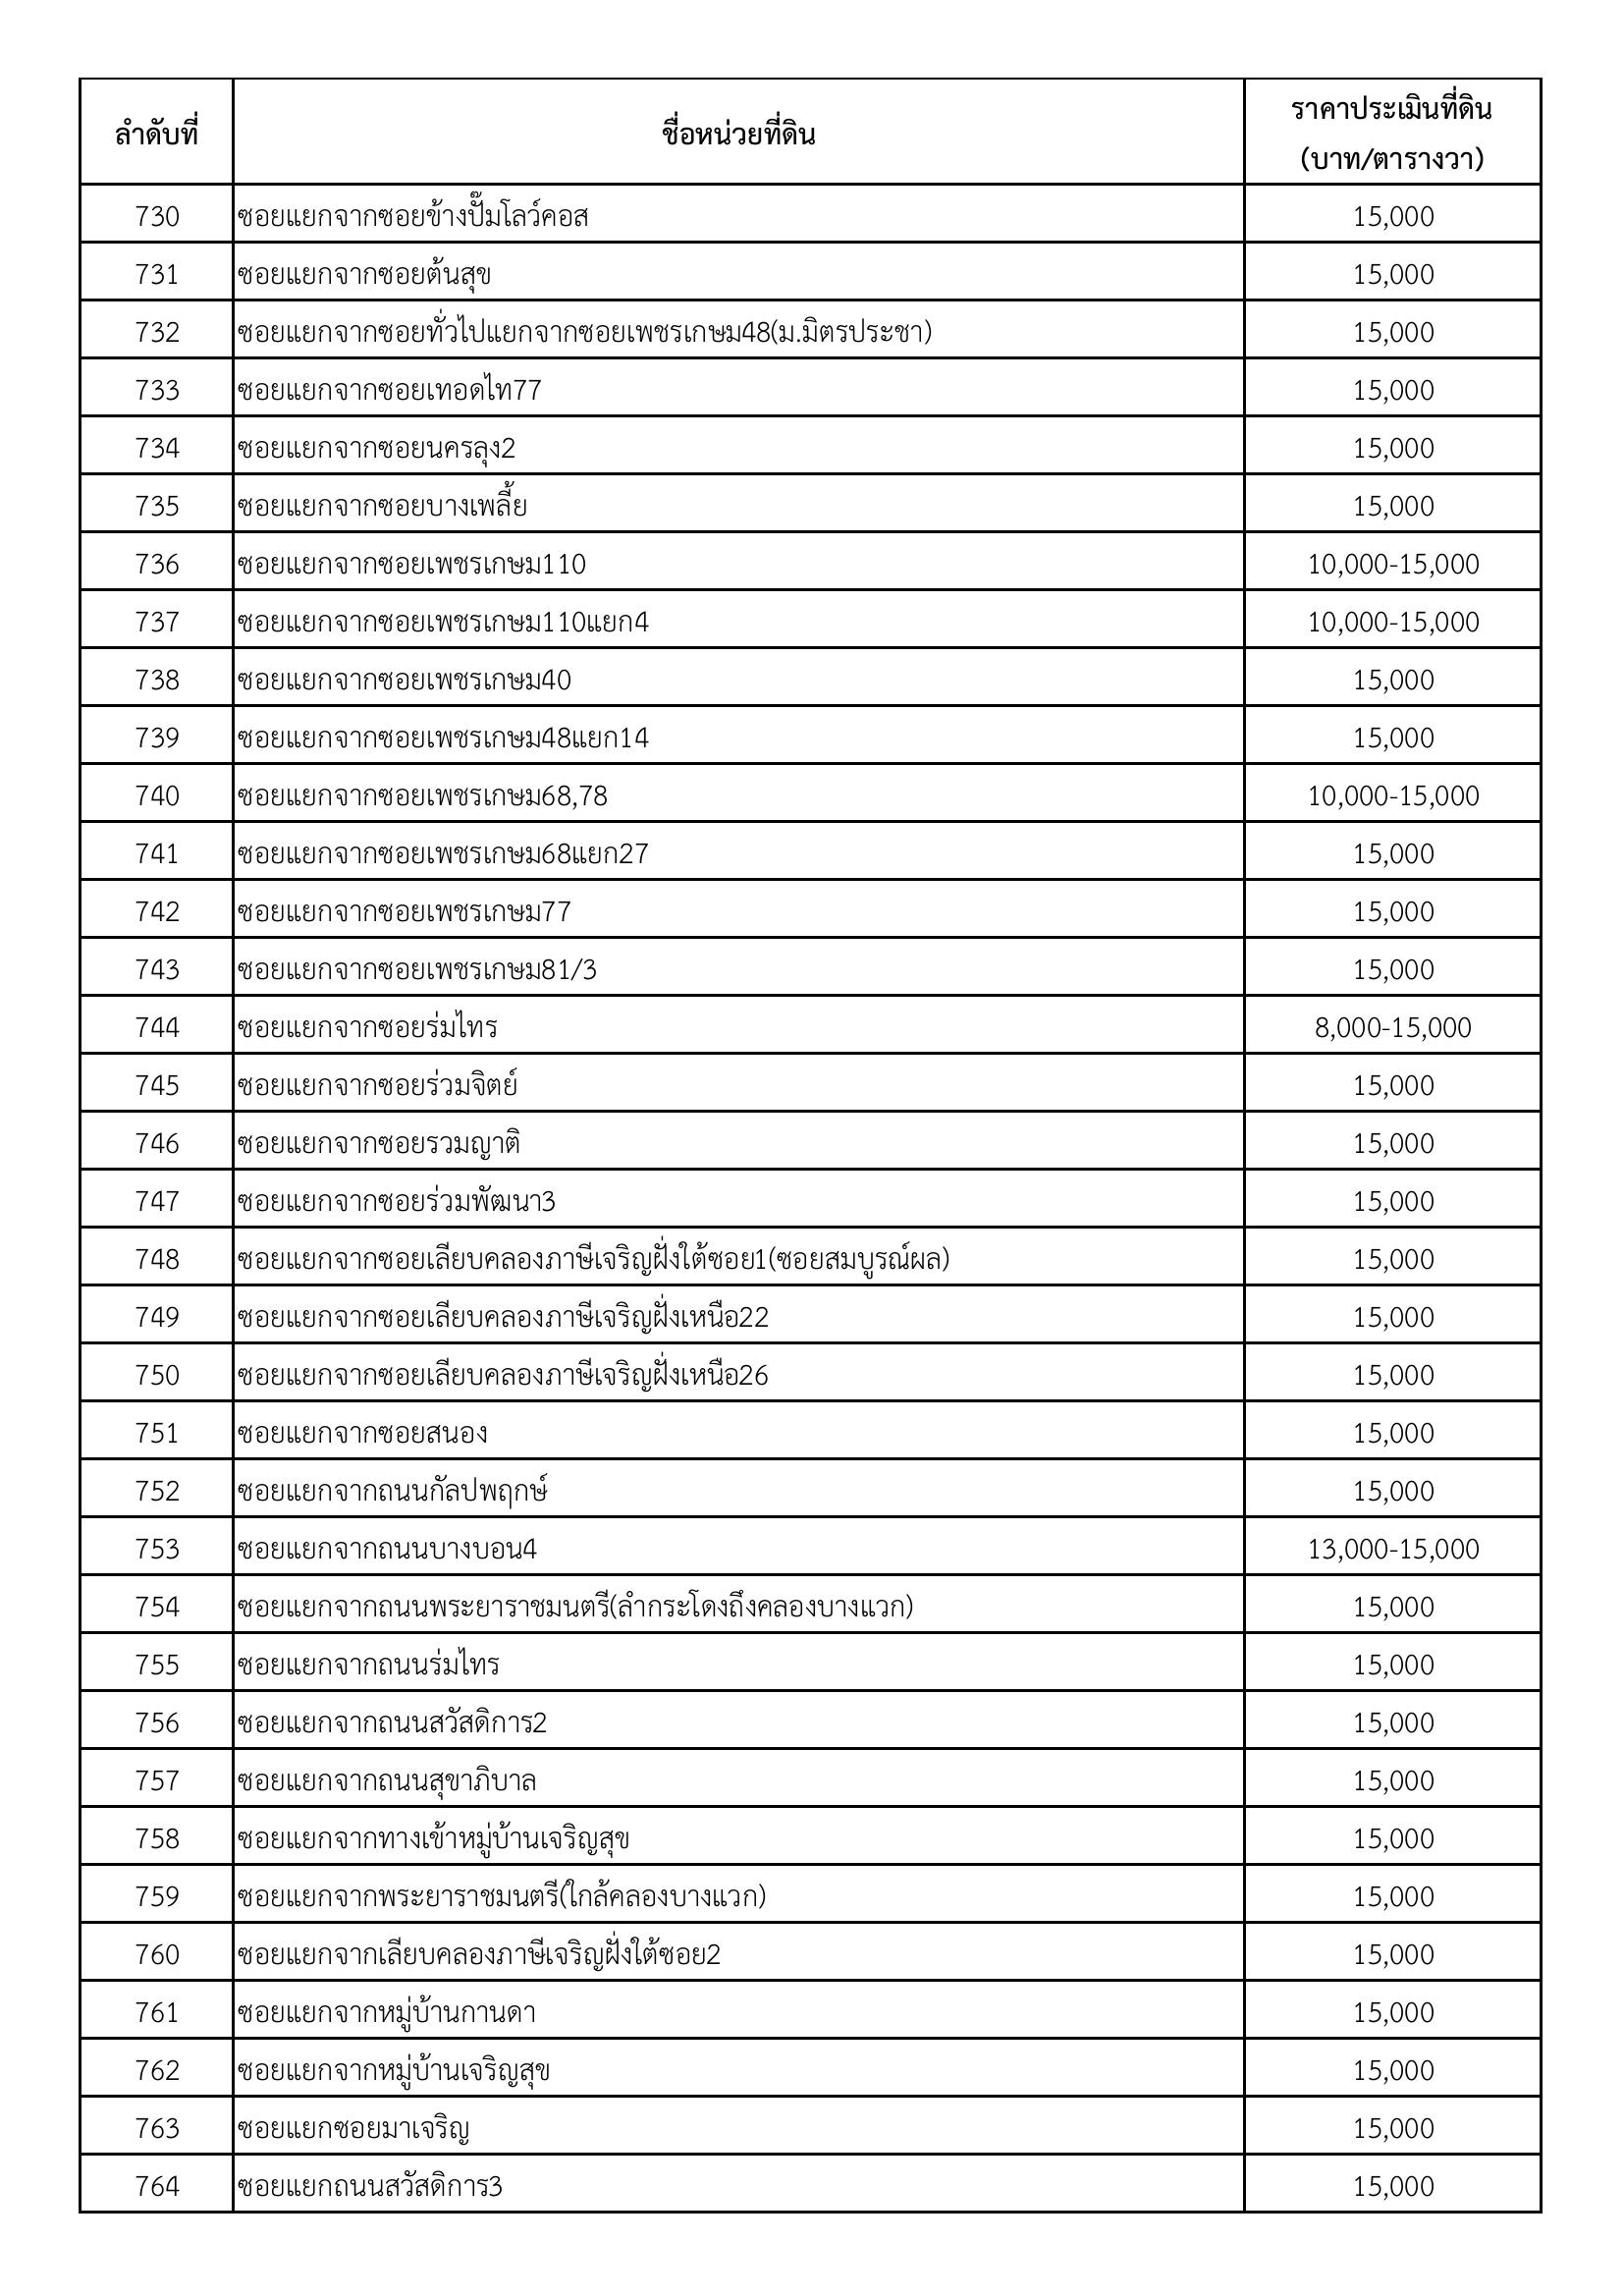 ลำดับที่ ชื่อหน่วยที่ดิน ราคาประเมินที่ดิน
(บาท/ตารางวา)
730 ซอยแยกจากซอยข้างปั๊มโลว์คอส 15,000
731 ซอยแยกจากซอยต้นสุข 15,000
732 ซอยแยกจากซอยทั่วไปแยกจากซอยเพชรเกษม48(ม.มิตรประชา) 15,000
733 ซอยแยกจากซอยเทอดไท77 15,000
734 ซอยแยกจากซอยนครลุง2 15,000
735 ซอยแยกจากซอยบางเพลี้ย 15,000
736 ซอยแยกจากซอยเพชรเกษม110 10,000-15,000
737 ซอยแยกจากซอยเพชรเกษม110แยก4 10,000-15,000
738 ซอยแยกจากซอยเพชรเกษม40 15,000
739 ซอยแยกจากซอยเพชรเกษม48แยก14 15,000
740 ซอยแยกจากซอยเพชรเกษม68,78 10,000-15,000
741 ซอยแยกจากซอยเพชรเกษม68แยก27 15,000
742 ซอยแยกจากซอยเพชรเกษม77 15,000
743 ซอยแยกจากซอยเพชรเกษม81/3 15,000
744 ซอยแยกจากซอยร่มไทร 8,000-15,000
745 ซอยแยกจากซอยร่วมจิตย์ 15,000
746 ซอยแยกจากซอยรวมญาติ 15,000
747 ซอยแยกจากซอยร่วมพัฒนา3 15,000
748 ซอยแยกจากซอยเลียบคลองภาษีเจริญฝั่งใต้ซอย1(ซอยสมบูรณ์ผล) 15,000
749 ซอยแยกจากซอยเลียบคลองภาษีเจริญฝั่งเหนือ22 15,000
750 ซอยแยกจากซอยเลียบคลองภาษีเจริญฝั่งเหนือ26 15,000
751 ซอยแยกจากซอยสนอง 15,000
752 ซอยแยกจากถนนกัลปพฤกษ์ 15,000
753 ซอยแยกจากถนนบางบอน4 13,000-15,000
754 ซอยแยกจากถนนพระยาราชมนตรี(ลำกระโดงถึงคลองบางแวก) 15,000
755 ซอยแยกจากถนนร่มไทร 15,000
756 ซอยแยกจากถนนสวัสดิการ2 15,000
757 ซอยแยกจากถนนสุขาภิบาล 15,000
758 ซอยแยกจากทางเข้าหมู่บ้านเจริญสุข 15,000
759 ซอยแยกจากพระยาราชมนตรี(ใกล้คลองบางแวก) 15,000
760 ซอยแยกจากเลียบคลองภาษีเจริญฝั่งใต้ซอย2 15,000
761 ซอยแยกจากหมู่บ้านกานดา 15,000
762 ซอยแยกจากหมู่บ้านเจริญสุข 15,000
763 ซอยแยกซอยมาเจริญ 15,000
764 ซอยแยกถนนสวัสดิการ3 15,000